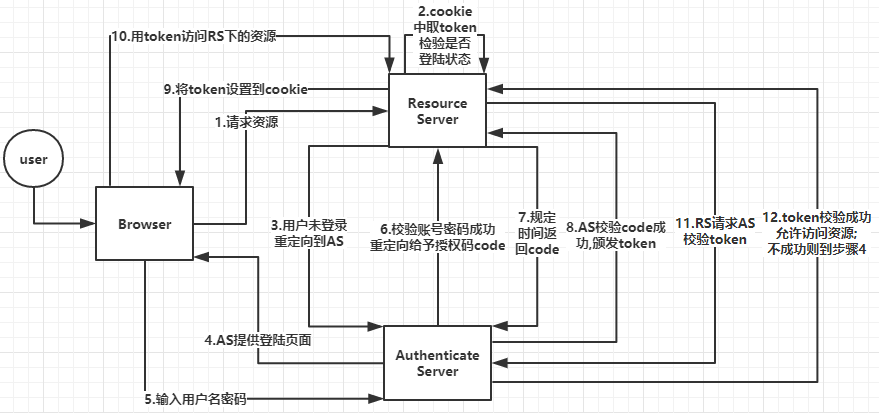 2.cookie
中取token
检验是否
登陆状态
10.用token访问RS下的资源
9.将token设置到cookie
1.请求资源
Resource
Server
user
Browser
3.用户未登录
重定向到AS
6.校验账号密码成功
重定向给予授权码code
7.规定
时间返
回code
8.AS校验code成
功,颁发token
11.RS请求AS
校验token
12.token校验成功
允许访问资源;
不成功则到步骤4
4.AS提供登陆页面
Authenticate
Server
5.输入用户名密码